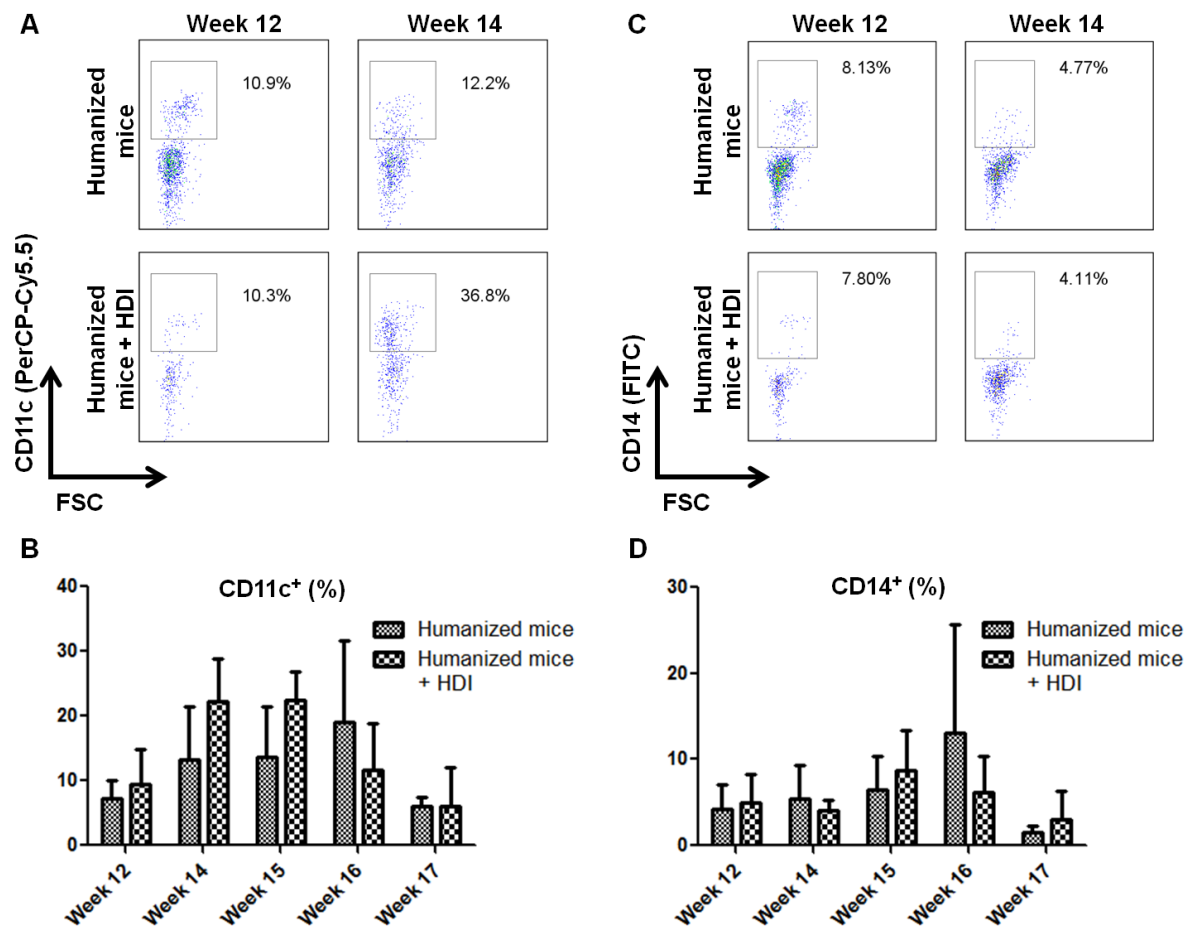 A
Week 12
Week 14
Humanized
mice
10.9%
12.2%
Humanized
mice + HDI
10.3%
36.8%
CD11c (PerCP-Cy5.5)
FSC
C
Week 12
Week 14
Humanized
mice
8.13%
4.77%
Humanized
mice + HDI
7.80%
4.11%
CD14 (FITC)
FSC
B
CD11c⁺ (%)
40
30
20
10
0
Humanized mice
Humanized mice
+ HDI
Week 12
Week 14
Week 15
Week 16
Week 17
D
CD14⁺ (%)
30
20
10
0
Humanized mice
Humanized mice
+ HDI
Week 12
Week 14
Week 15
Week 16
Week 17